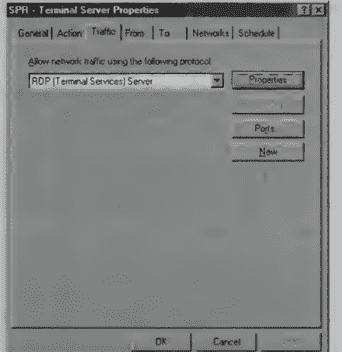 SPR - Terminal Server Properties
General Action Traffic From To Networks Schedule
Allow network traffic using the following protocol
RDP (Terminal Services) Server
Properties
Ports
New
OK Cancel